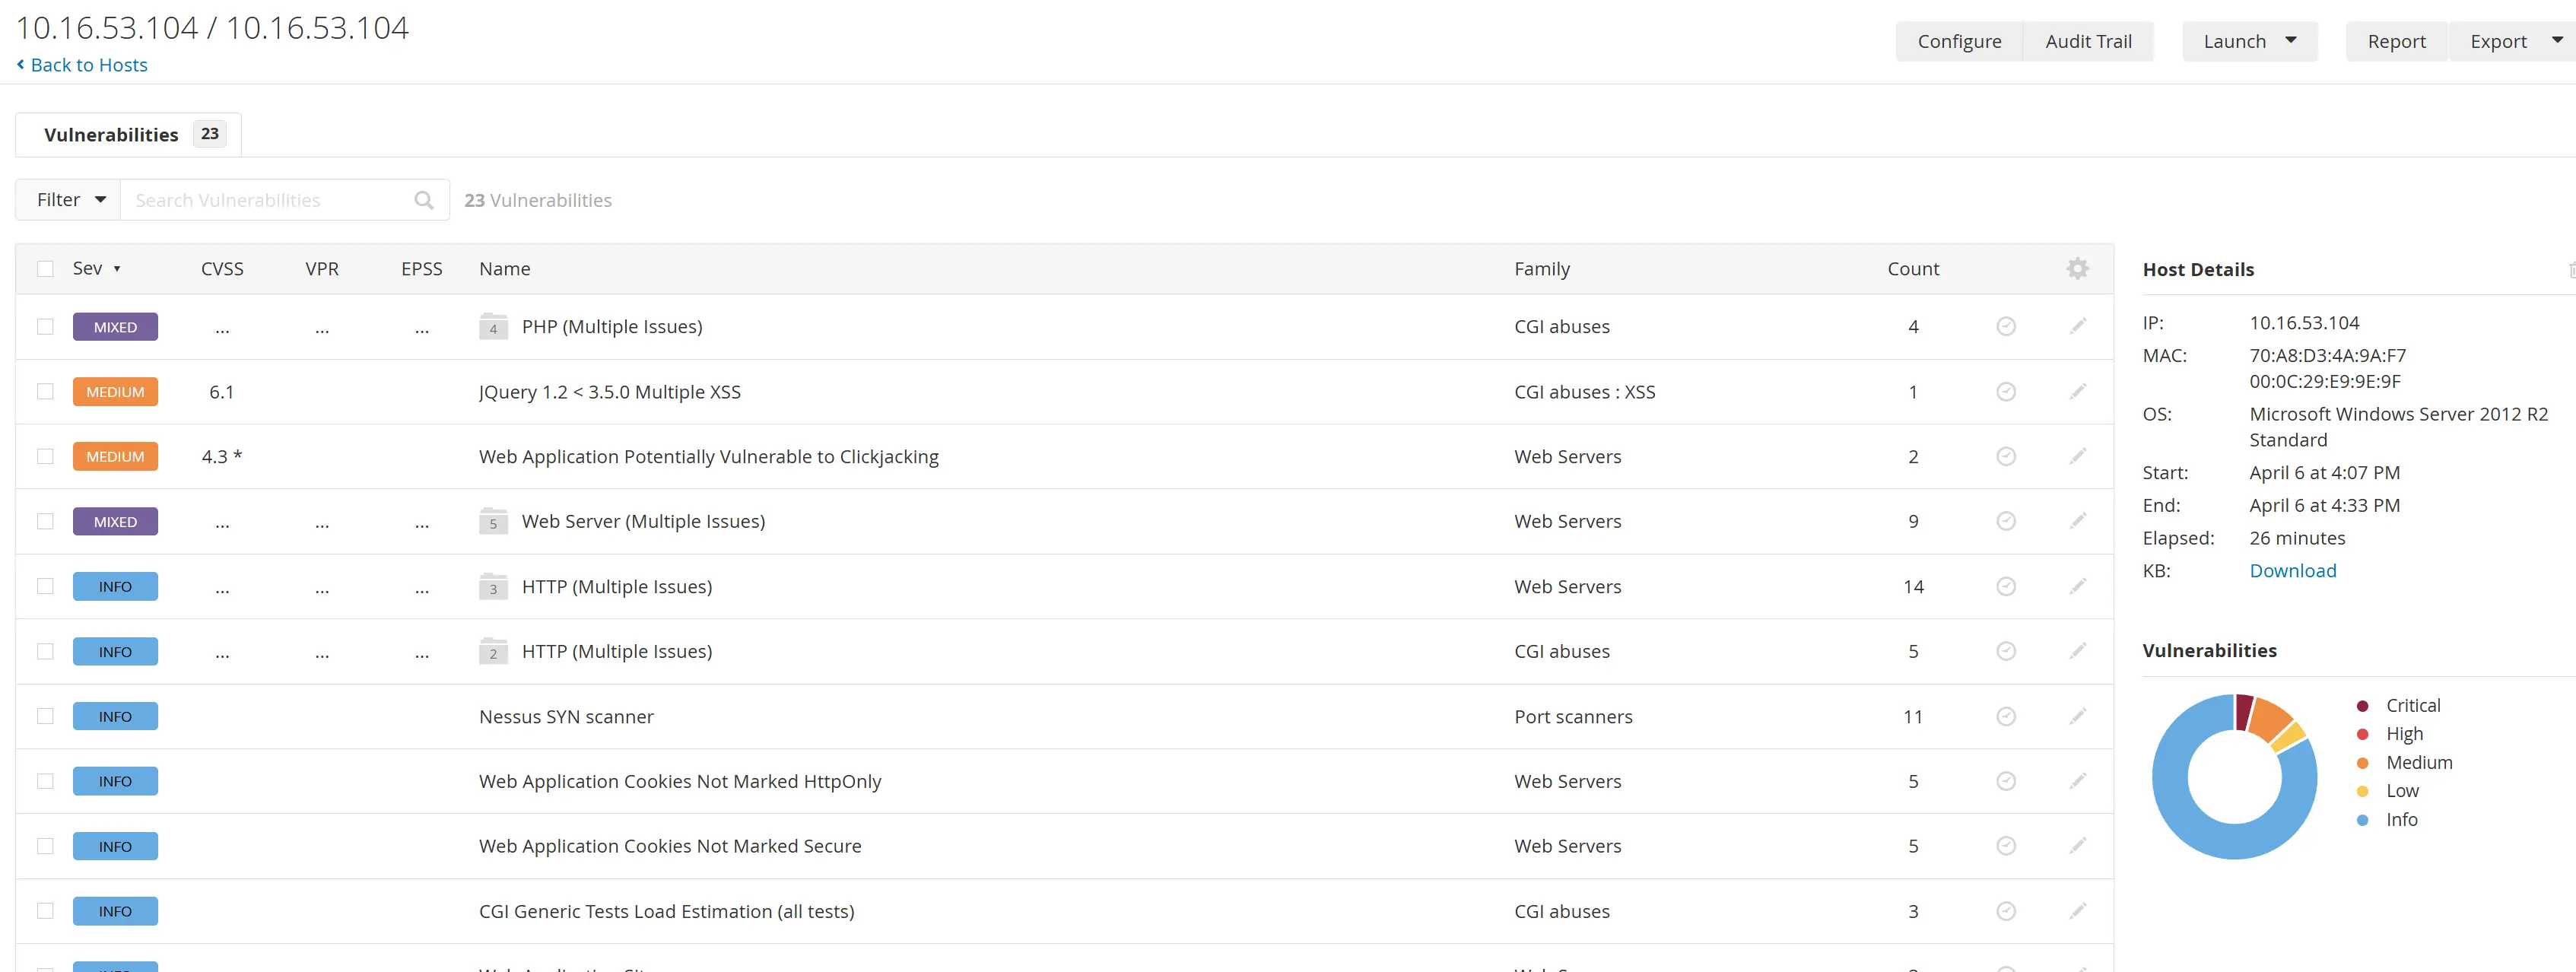 10.16.53.104 / 10.16.53.104
Back to Hosts
Configure Audit Trail Launch Report Export
Vulnerabilities 23
Filter Search Vulnerabilities 23 Vulnerabilities
Sev CVSS VPR EPSS Name Family Count
MIXED ... ... ... 4 PHP (Multiple Issues) CGI abuses 4
MEDIUM 6.1 JQuery 1.2 < 3.5.0 Multiple XSS CGI abuses : XSS 1
MEDIUM 4.3 * Web Application Potentially Vulnerable to Clickjacking Web Servers 2
MIXED ... ... ... 5 Web Server (Multiple Issues) Web Servers 9
INFO ... ... ... 3 HTTP (Multiple Issues) Web Servers 14
INFO ... ... ... 2 HTTP (Multiple Issues) CGI abuses 5
INFO Nessus SYN scanner Port scanners 11
INFO Web Application Cookies Not Marked HttpOnly Web Servers 5
INFO Web Application Cookies Not Marked Secure Web Servers 5
INFO CGI Generic Tests Load Estimation (all tests) CGI abuses 3
Host Details
IP: 10.16.53.104
MAC: 70:A8:D3:4A:9A:F7
00:0C:29:E9:9E:9F
OS: Microsoft Windows Server 2012 R2
Standard
Start: April 6 at 4:07 PM
End: April 6 at 4:33 PM
Elapsed: 26 minutes
KB: Download
Vulnerabilities
Critical
High
Medium
Low
Info